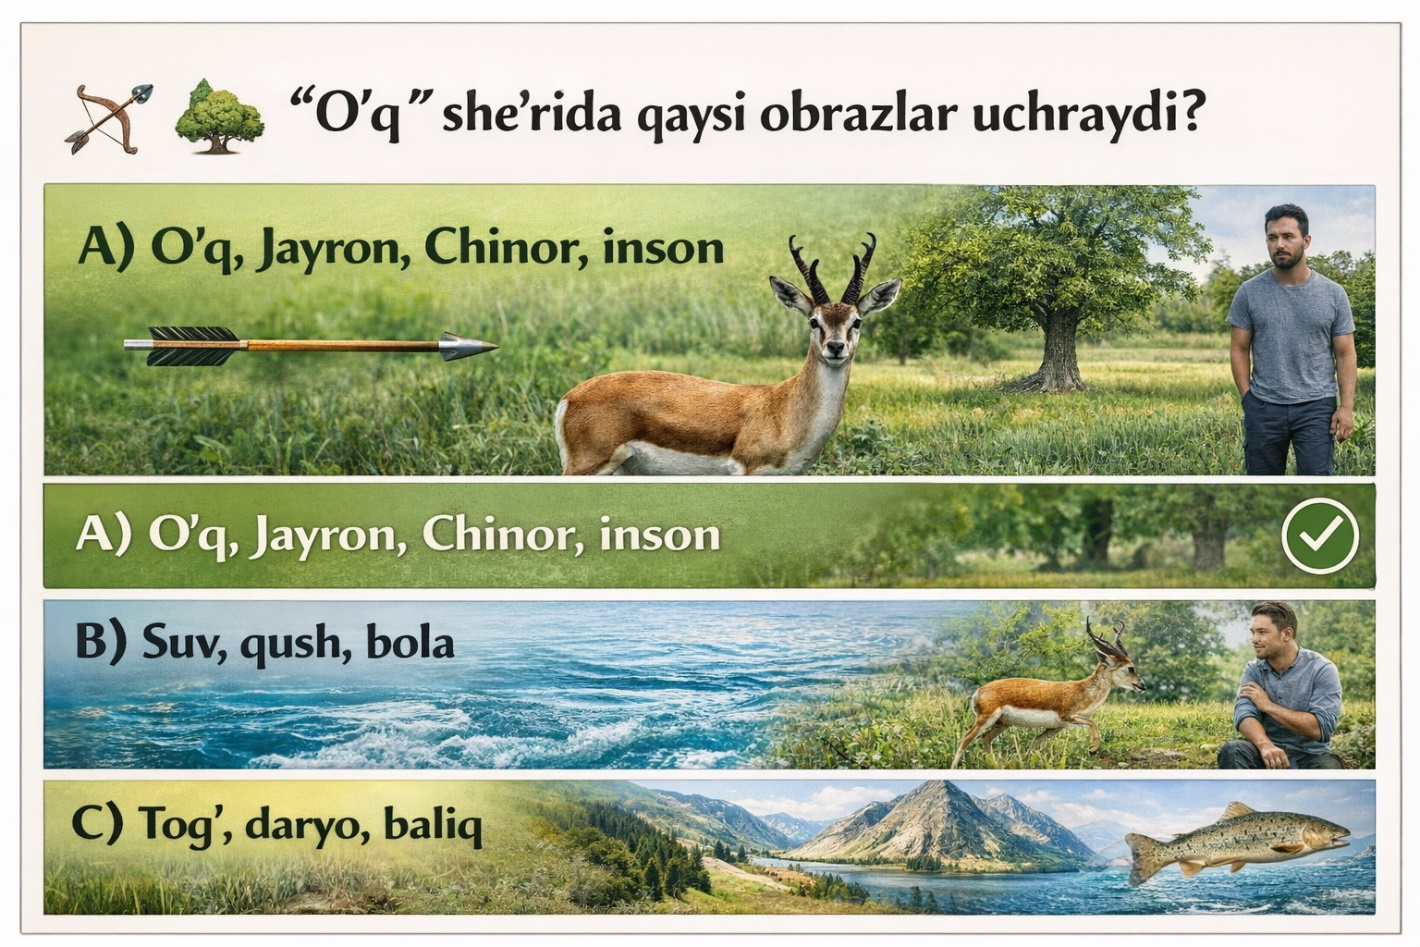 “O’q” she’rida qaysi obrazlar uchraydi?
A) O’q, Jayron, Chinor, inson
A) O’q, Jayron, Chinor, inson
B) Suv, qush, bola
C) Tog’, daryo, baliq